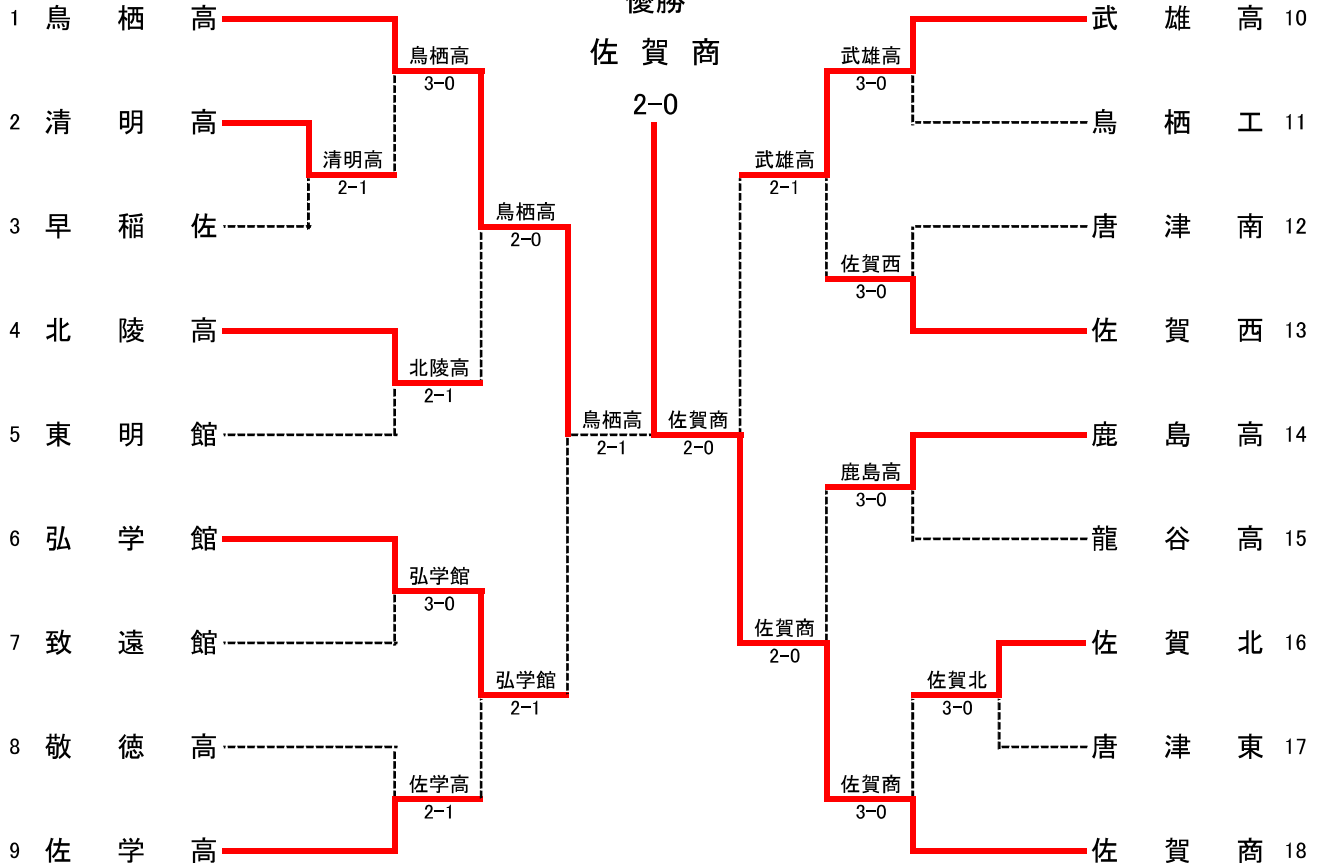 優勝
佐賀商
2-0
1 鳥栖高
鳥栖高
3-0
2 清明高
清明高
2-1
3 早稲佐
鳥栖高
2-0
4 北陵高
北陵高
2-1
5 東明館
鳥栖高
2-1
6 弘学館
弘学館
3-0
7 致遠館
弘学館
2-1
8 敬徳高
佐学高
2-1
9 佐学高
武雄高 10
武雄高
3-0
鳥栖工 11
武雄高
2-1
唐津南 12
佐賀西
3-0
佐賀西 13
佐賀商
2-0
鹿島高 14
鹿島高
3-0
龍谷高 15
佐賀商
2-0
佐賀北 16
佐賀北
3-0
唐津東 17
佐賀商
3-0
佐賀商 18